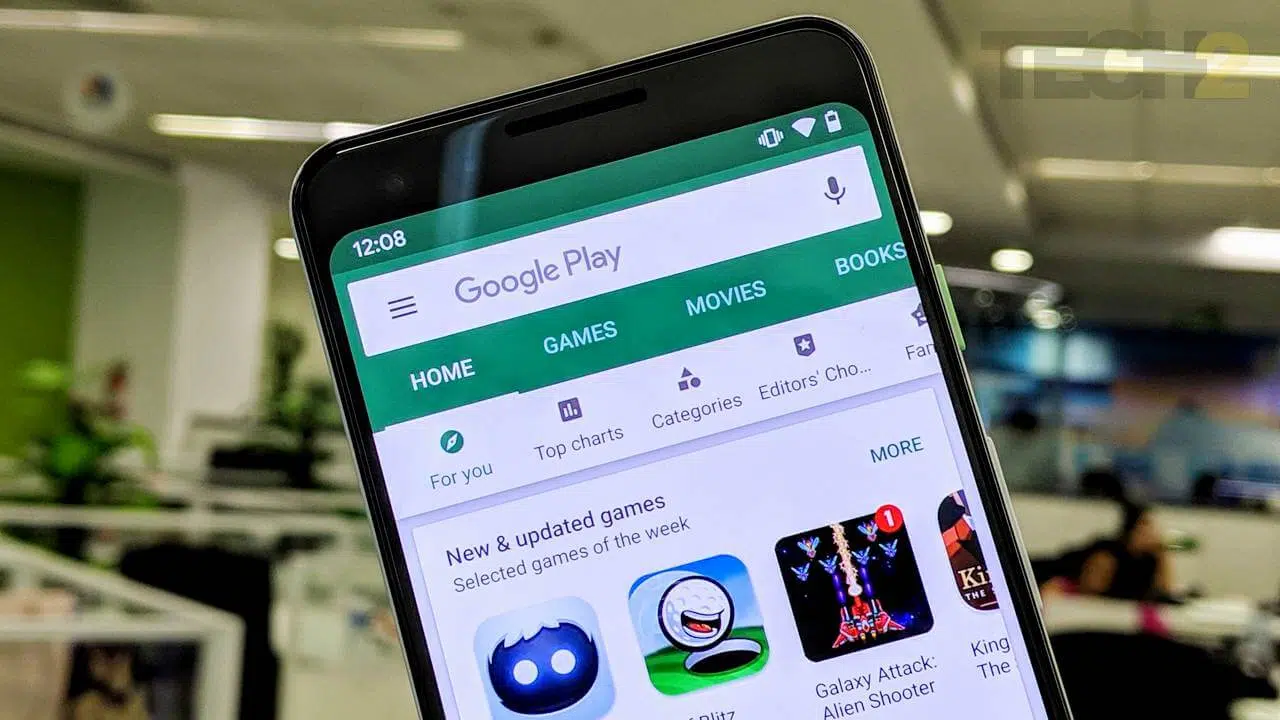 TECH2
12:08
Google Play
HOME GAMES MOVIES BOOKS
For you Top charts Categories Editors' Cho... Fam
MORE
New & updated games
Selected games of the week
1
Ki
THE
Blitz
Galaxy Attack:
Alien Shooter
King
The